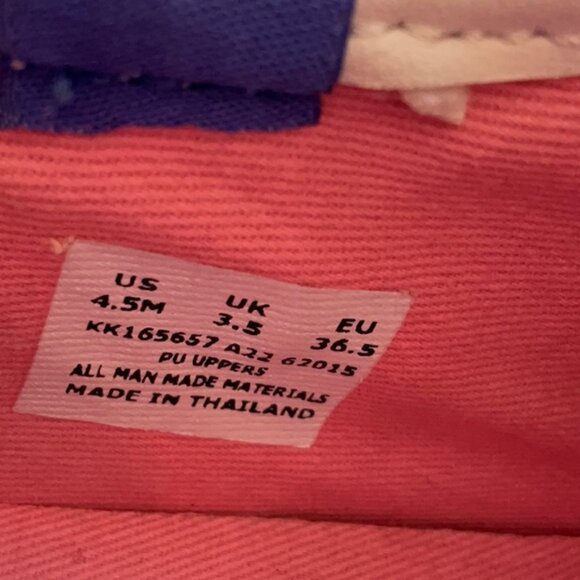 US UK EU
4.5M 3.5 36.5
KK165657 A22 62015
PU UPPERS
ALL MAN MADE MATERIALS
MADE IN THAILAND